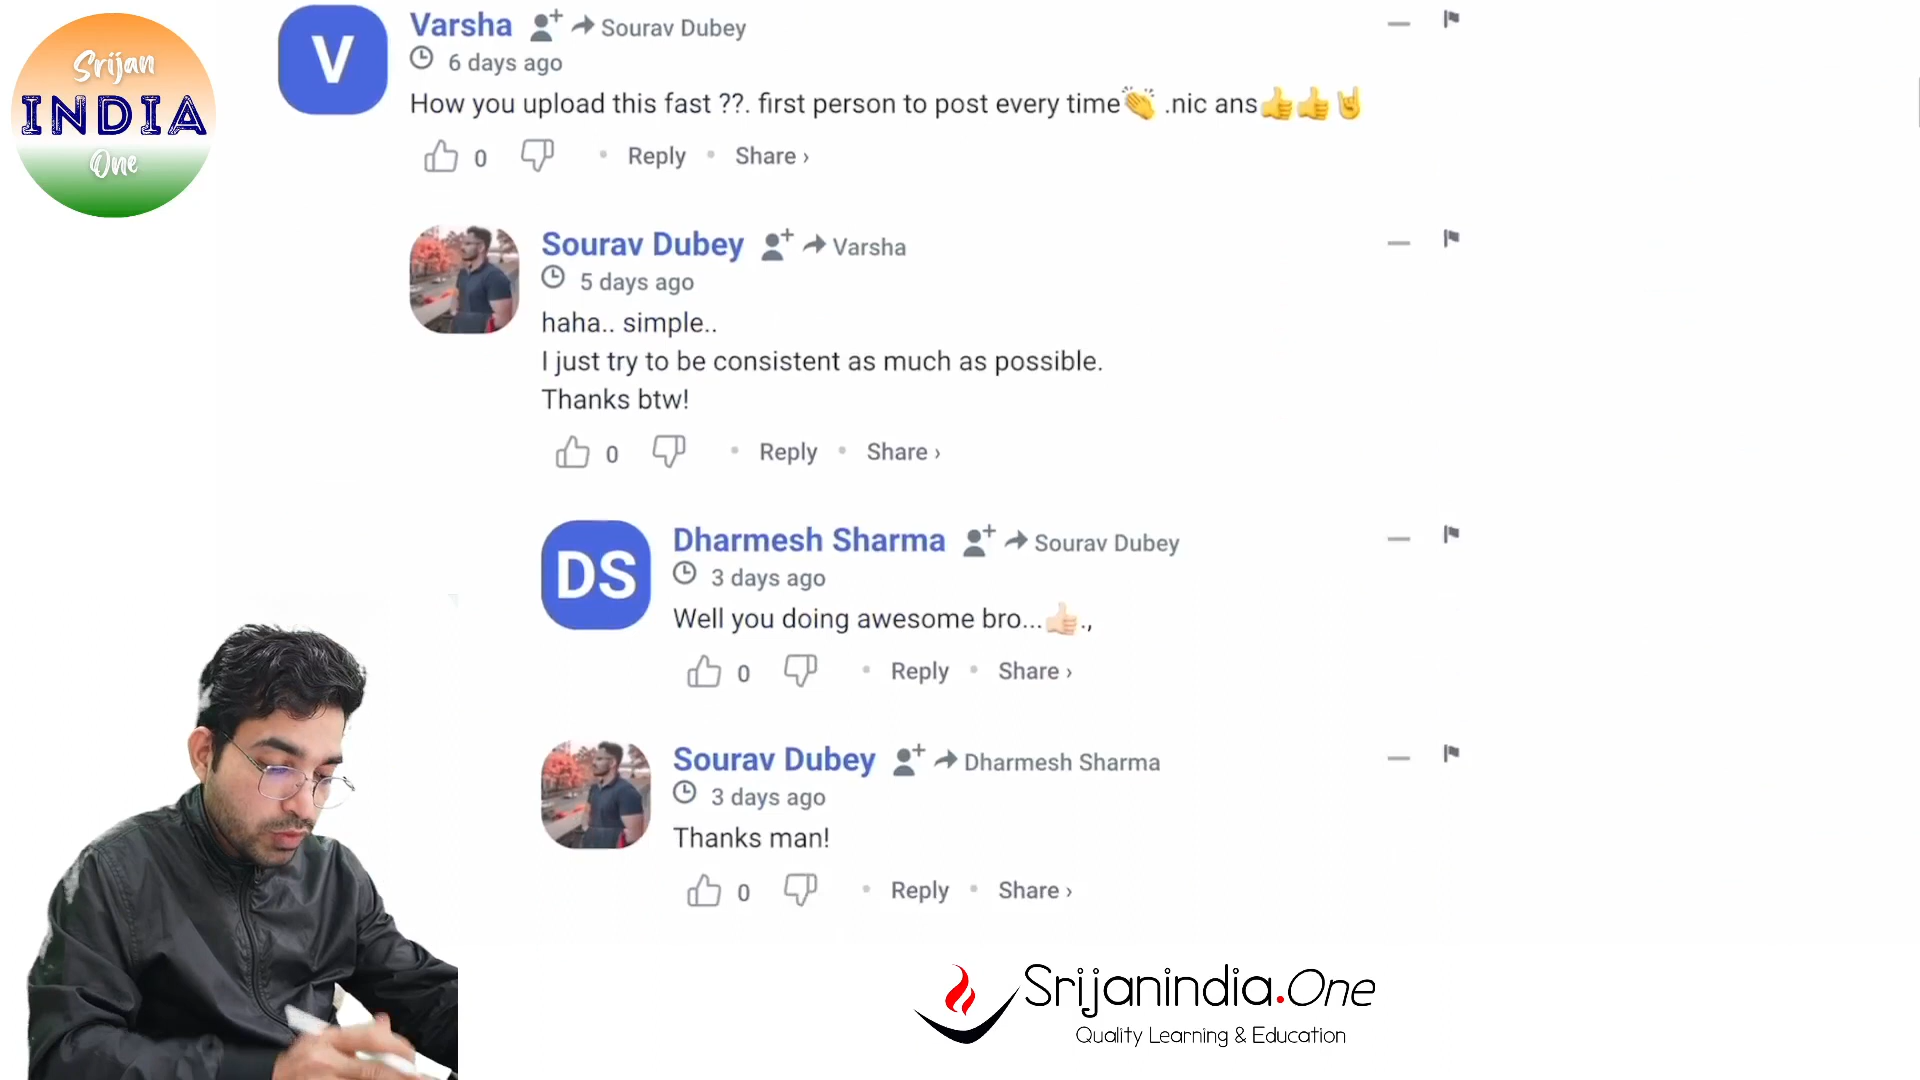 Srijan
INDIA
One
V
Varsha Sourav Dubey
6 days ago
How you upload this fast ??. first person to post every time👏 .nic ans👍👍🤘
0 • Reply • Share ›
Sourav Dubey Varsha
5 days ago
haha.. simple..
I just try to be consistent as much as possible.
Thanks btw!
0 • Reply • Share ›
DS
Dharmesh Sharma Sourav Dubey
3 days ago
Well you doing awesome bro...👍🏻.,
0 • Reply • Share ›
Sourav Dubey Dharmesh Sharma
3 days ago
Thanks man!
0 • Reply • Share ›
Srijanindia.One
Quality Learning & Education